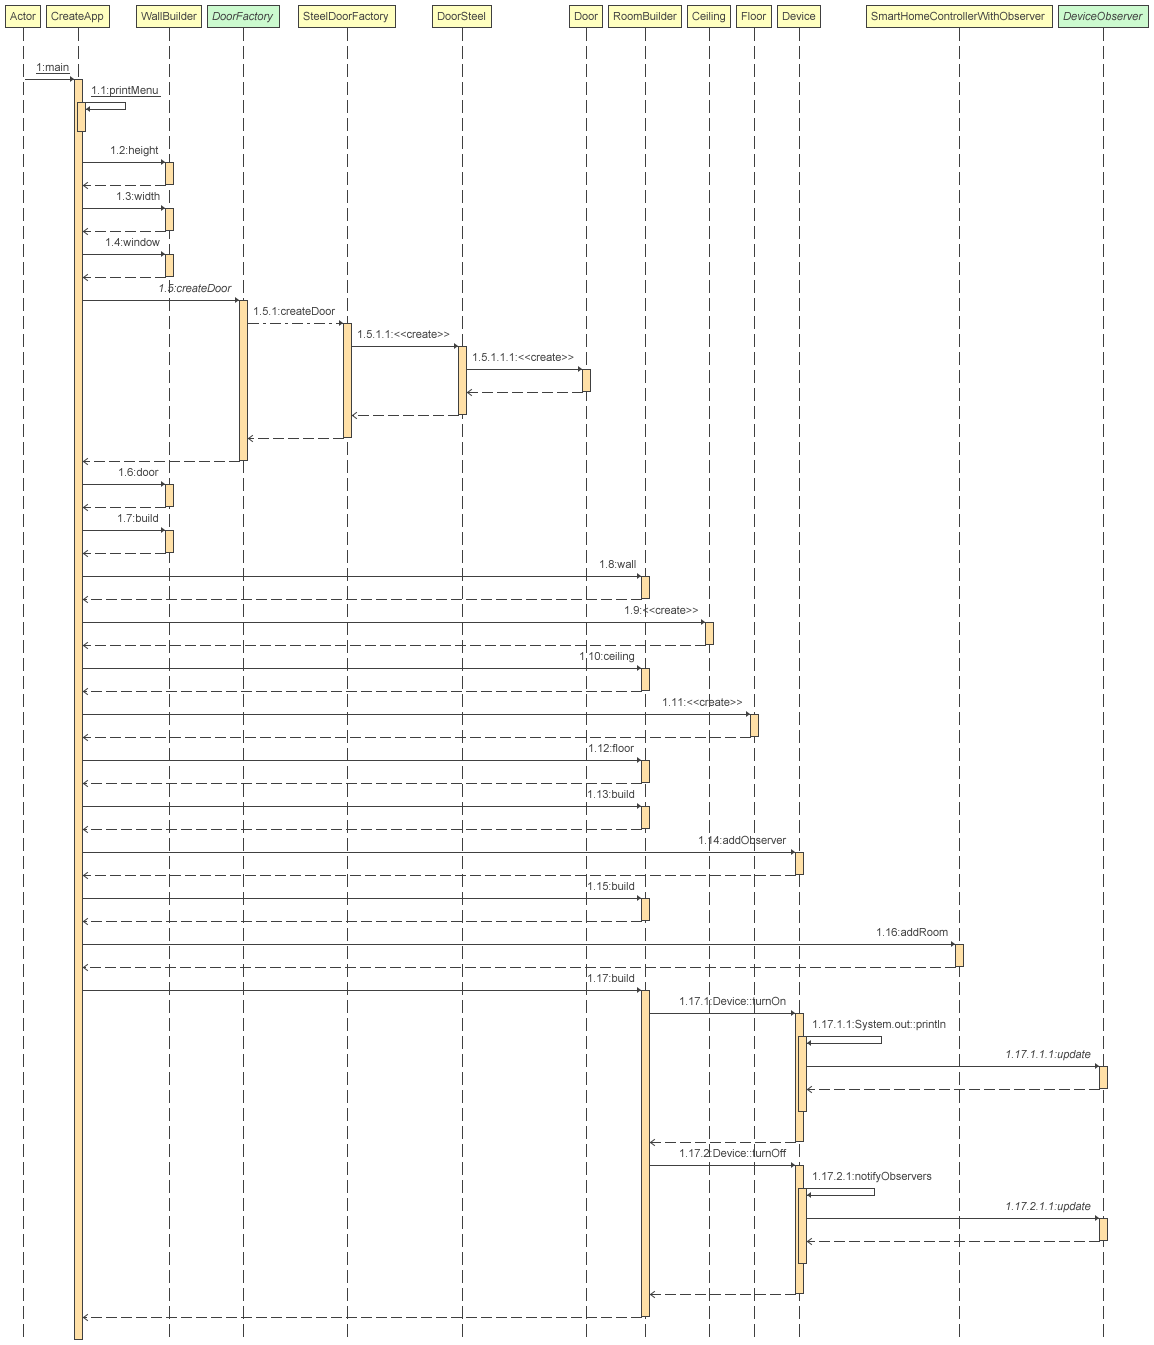 Actor CreateApp WallBuilder DoorFactory SteelDoorFactory DoorSteel Door RoomBuilder Ceiling Floor Device SmartHomeControllerWithObserver DeviceObserver
1:main
1.1:printMenu
1.2:height
1.3:width
1.4:window
1.5:createDoor
1.5.1:createDoor
1.5.1.1:<<create>>
1.5.1.1.1:<<create>>
1.6:door
1.7:build
1.8:wall
1.9:<<create>>
1.10:ceiling
1.11:<<create>>
1.12:floor
1.13:build
1.14:addObserver
1.15:build
1.16:addRoom
1.17:build
1.17.1:Device::turnOn
1.17.1.1:System.out::println
1.17.1.1.1:update
1.17.2:Device::turnOff
1.17.2.1:notifyObservers
1.17.2.1.1:update